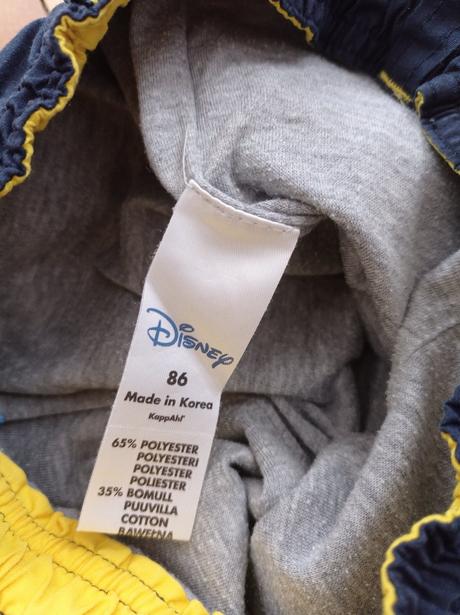 Disney
86
Made in Korea
KappAhl
65% POLYESTER
POLYESTERI
POLYESTER
POLIESTER
35% BOMULL
PUUVILLA
COTTON
BAWEŁNA